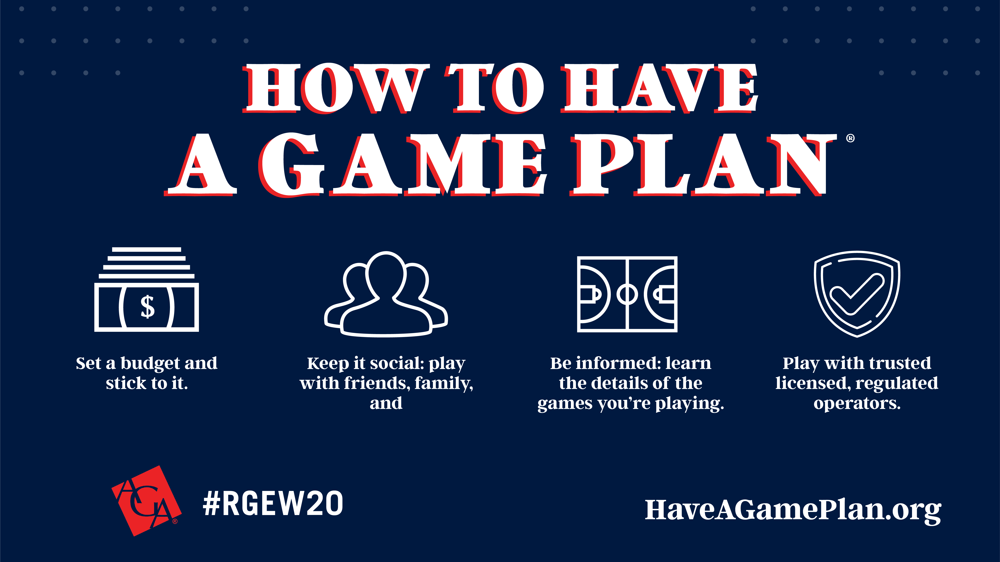 HOW TO HAVE
A GAME PLAN®
$
Set a budget and
stick to it.
Keep it social: play
with friends, family,
and
Be informed: learn
the details of the
games you’re playing.
Play with trusted
licensed, regulated
operators.
AGA®
#RGEW20
HaveAGamePlan.org